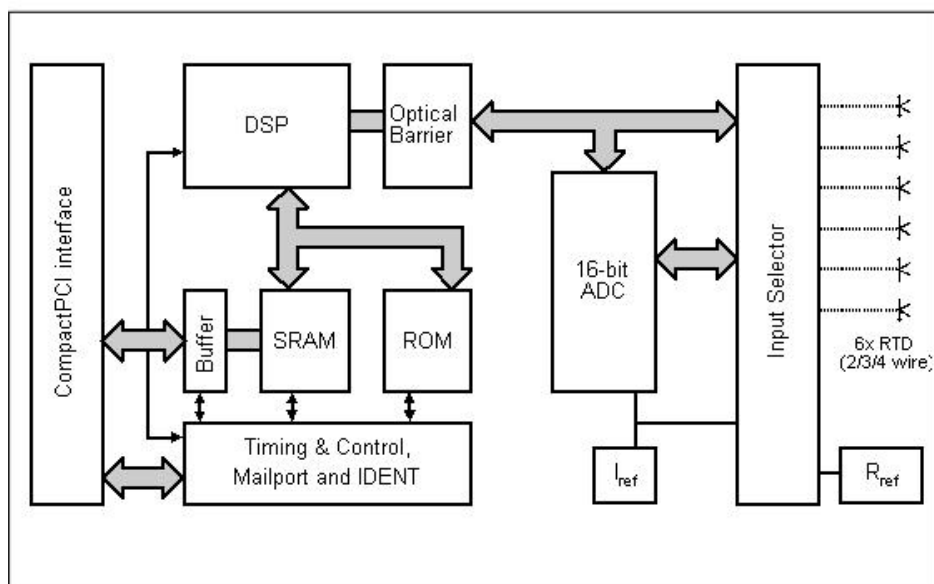 CompactPCI interface
DSP
Optical
Barrier
Buffer
SRAM
ROM
Timing & Control,
Mailport and IDENT
16-bit
ADC
Input Selector
6x RTD
(2/3/4 wire)
Iref
Rref